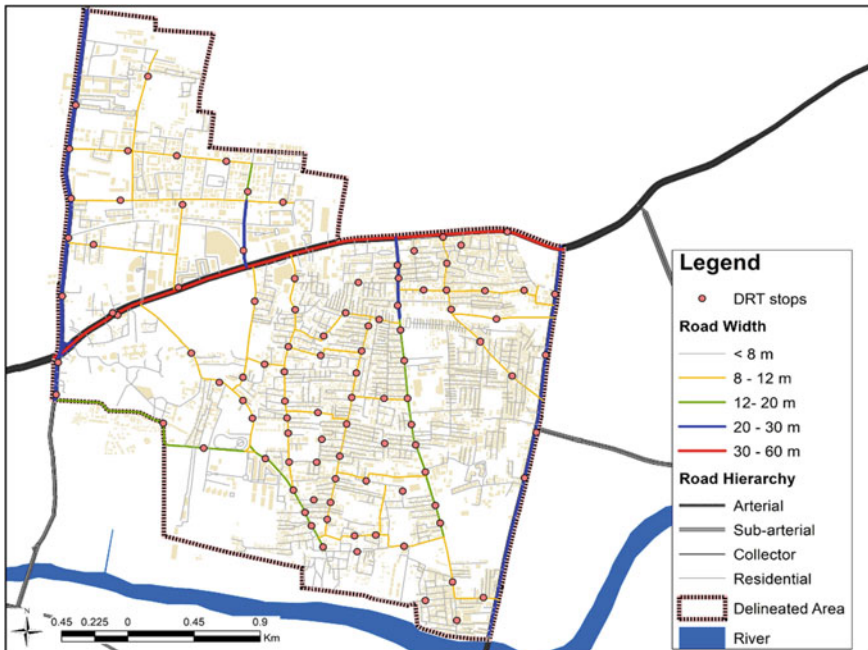 Legend
DRT stops
Road Width
< 8 m
8 - 12 m
12- 20 m
20 - 30 m
30 - 60 m
Road Hierarchy
Arterial
Sub-arterial
Collector
Residential
Delineated Area
River
N
0.45 0.225 0 0.45 0.9
Km